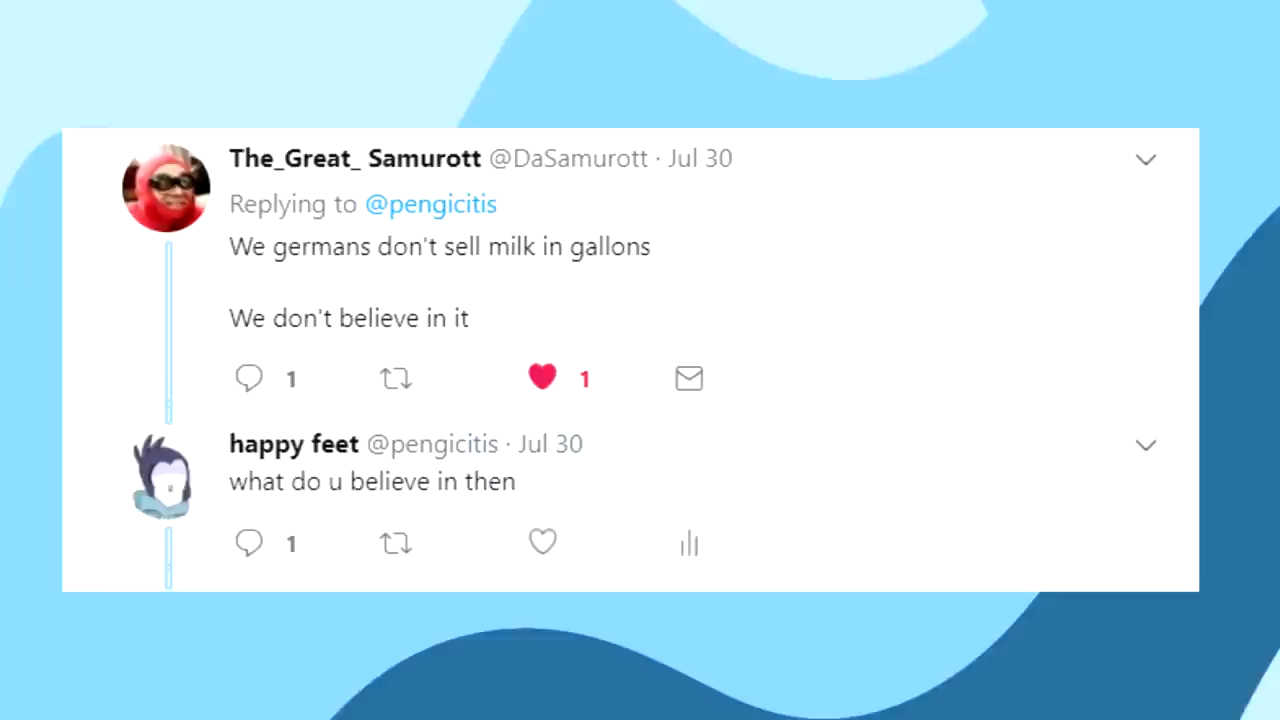 The_Great_ Samurott @DaSamurott · Jul 30
Replying to @pengicitis
We germans don't sell milk in gallons
We don't believe in it
1 1
happy feet @pengicitis · Jul 30
what do u believe in then
1